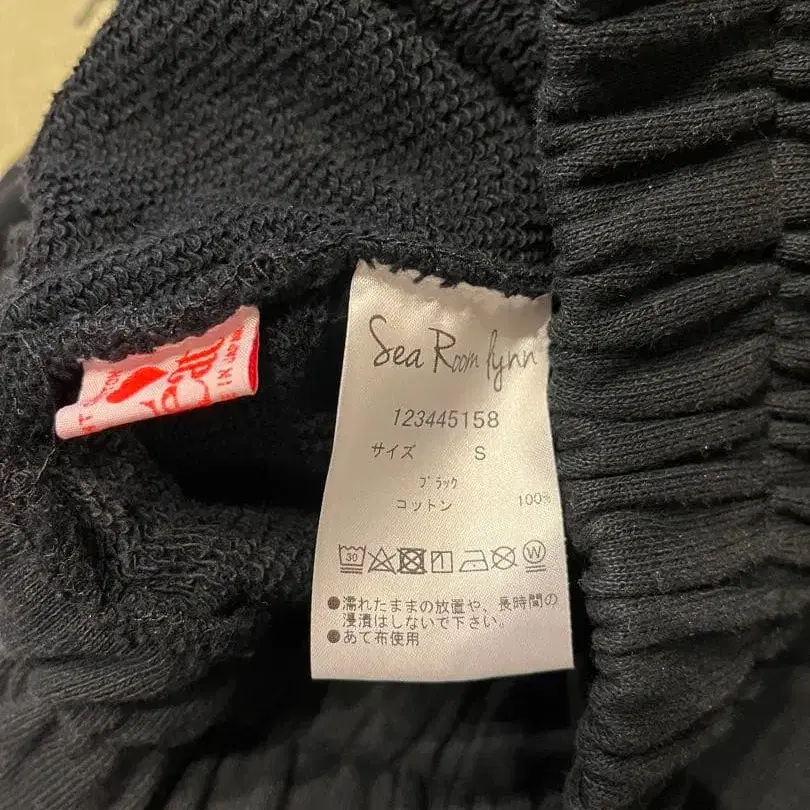 Sea Room lynn
123445158
サイズ S
ブラック
コットン 100%
30 W
●濡れたままの放置や、長時間の
浸漬はしないで下さい。
●あて布使用